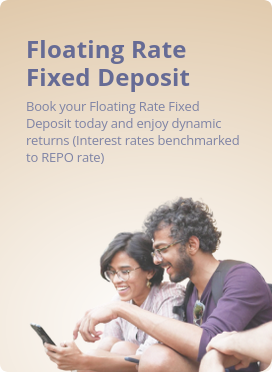 Floating Rate
Fixed Deposit
Book your Floating Rate Fixed
Deposit today and enjoy dynamic
returns (Interest rates benchmarked
to REPO rate)